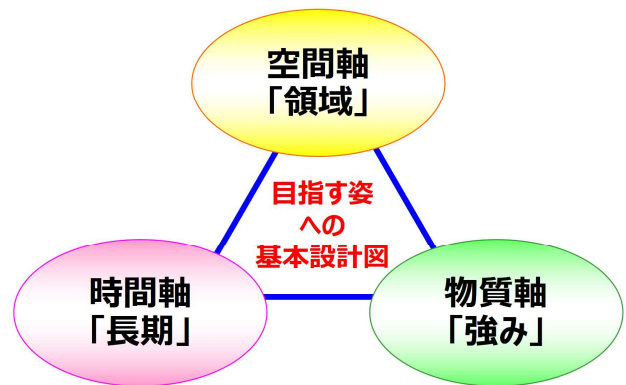 空間軸
「領域」
目指す姿
への
基本設計図
時間軸
「長期」
物質軸
「強み」